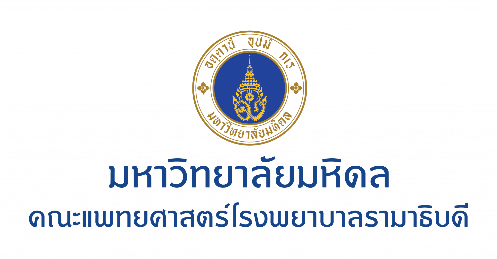 อตฺตานํ อุปมํ กเร
มหาวิทยาลัยมหิดล
มหาวิทยาลัยมหิดล
คณะแพทยศาสตร์โรงพยาบาลรามาธิบดี